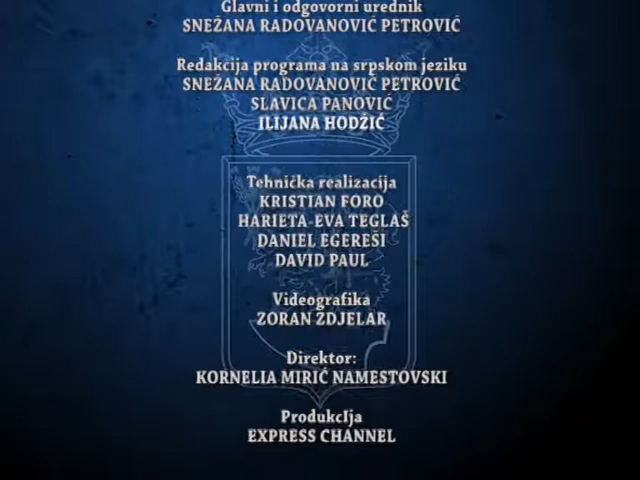 Glavni i odgovorni urednik
SNEŽANA RADOVANOVIĆ PETROVIĆ
Redakcija programa na srpskom jeziku
SNEŽANA RADOVANOVIĆ PETROVIĆ
SLAVICA PANOVIĆ
ILIJANA HODŽIĆ
Tehnička realizacija
KRISTIAN FORO
HARIETA-EVA TEGLAŠ
DANIEL EGEREŠI
DAVID PAUL
Videografika
ZORAN ZDJELAR
Direktor:
KORNELIA MIRIĆ NAMESTOVSKI
ProdukcIja
EXPRESS CHANNEL